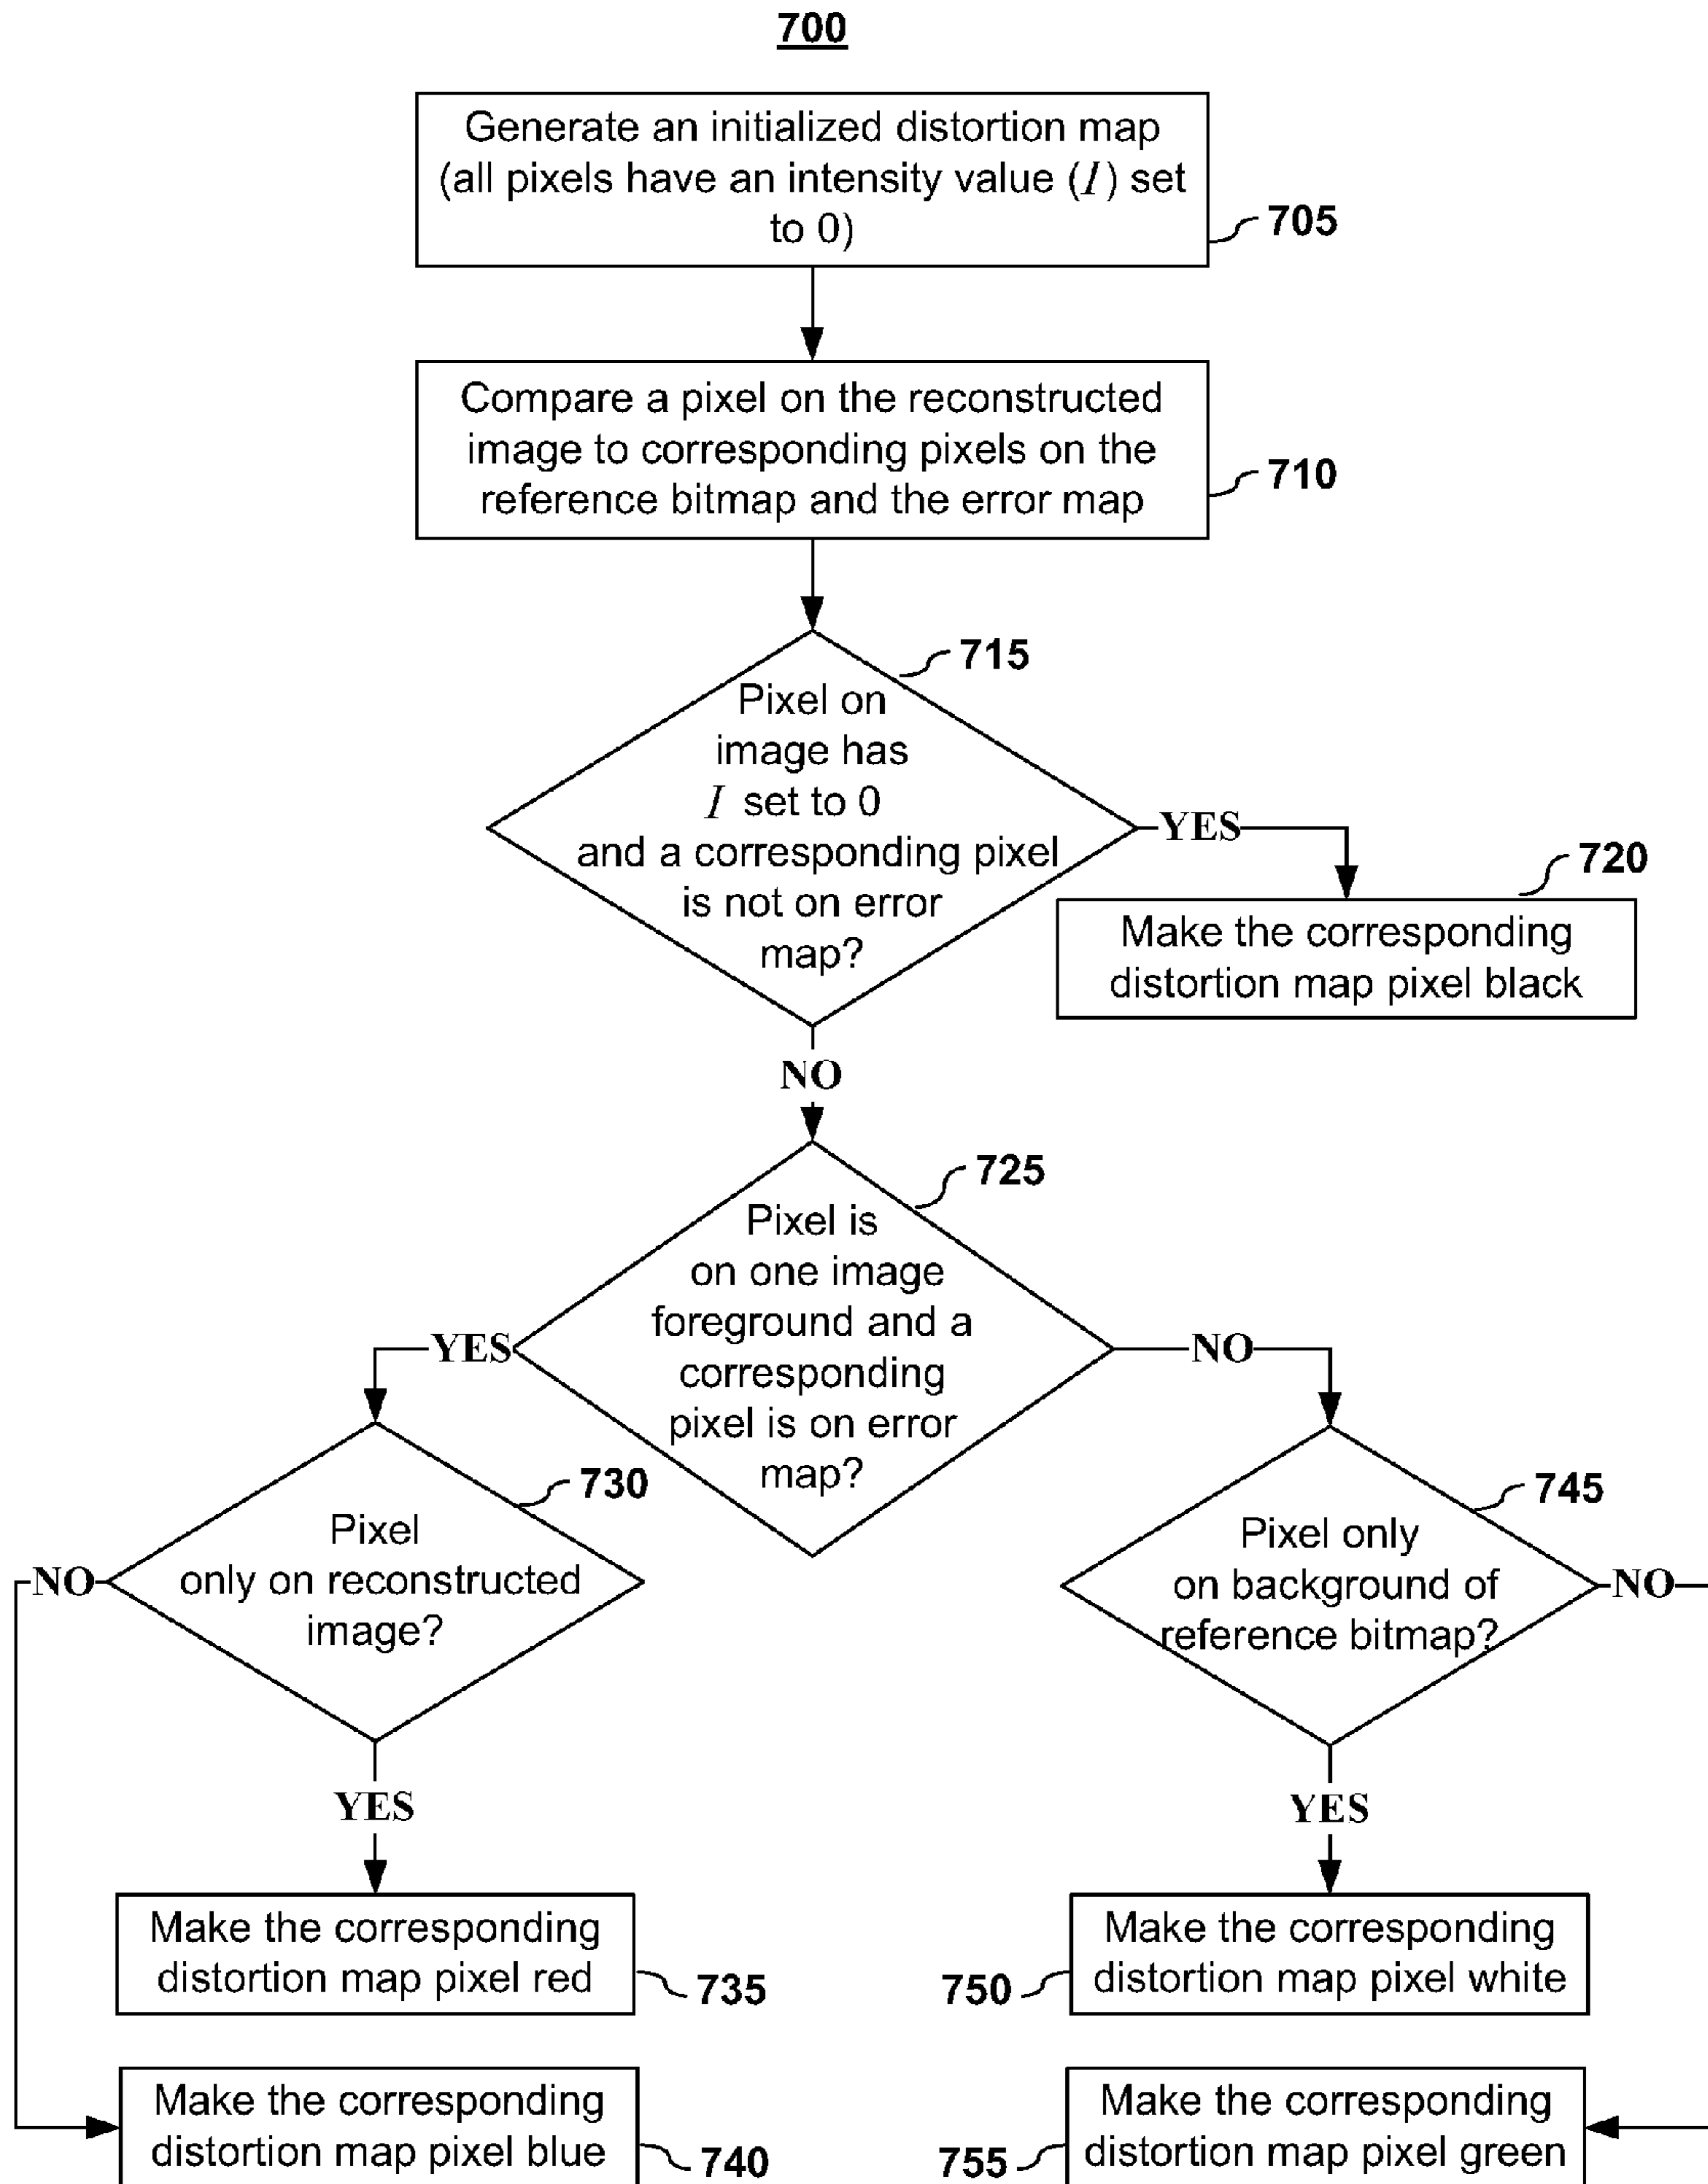 700
Generate an initialized distortion map
(all pixels have an intensity value (I) set
to 0)
705
Compare a pixel on the reconstructed
image to corresponding pixels on the
reference bitmap and the error map
710
715
Pixel on
image has
I set to 0
and a corresponding pixel
is not on error
map?
YES
720
Make the corresponding
distortion map pixel black
NO
725
Pixel is
on one image
foreground and a
corresponding
pixel is on error
map?
YES
NO
730
Pixel
only on reconstructed
image?
NO
745
Pixel only
on background of
reference bitmap?
NO
YES
YES
Make the corresponding
distortion map pixel red
735
750
Make the corresponding
distortion map pixel white
Make the corresponding
distortion map pixel blue
740
755
Make the corresponding
distortion map pixel green